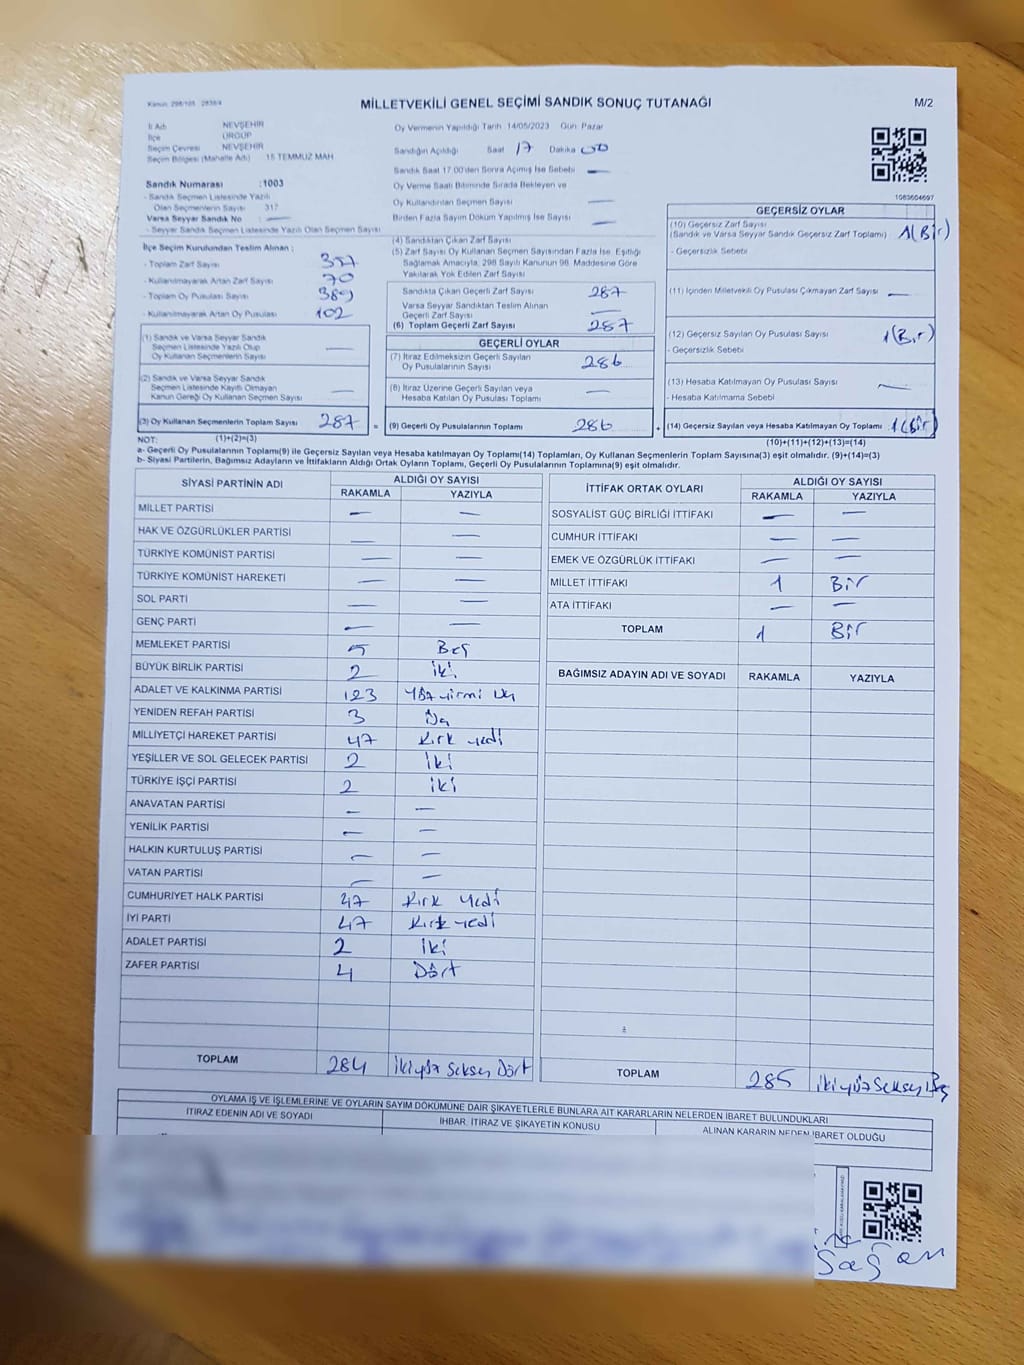 Kanun: 298/105 2839/4
MİLLETVEKİLİ GENEL SEÇİMİ SANDIK SONUÇ TUTANAĞI
M/2
İl Adı NEVŞEHİR
İlçe ÜRGÜP
Seçim Çevresi NEVŞEHİR
Seçim Bölgesi (Mahalle Adı) 15 TEMMUZ MAH
Sandık Numarası :1003
- Sandık Seçmen Listesinde Yazılı
Olan Seçmenlerin Sayısı 317
Varsa Seyyar Sandık No —
- Seyyar Sandık Seçmen Listesinde Yazılı Olan Seçmen Sayısı
İlçe Seçim Kurulundan Teslim Alınan :
- Toplam Zarf Sayısı 357
- Kullanılmayarak Artan Zarf Sayısı 70
- Toplam Oy Pusulası Sayısı 389
- Kullanılmayarak Artan Oy Pusulası 102
(1) Sandık ve Varsa Seyyar Sandık
Seçmen Listesinde Yazılı Olup
Oy Kullanan Seçmenlerin Sayısı —
(2) Sandık ve Varsa Seyyar Sandık
Seçmen Listesinde Kayıtlı Olmayan
Kanun Gereği Oy Kullanan Seçmen Sayısı —
(3) Oy Kullanan Seçmenlerin Toplam Sayısı 287 =
Oy Vermenin Yapıldığı Tarih 14/05/2023 Gün Pazar
Sandığın Açıldığı Saat 17 Dakika 00
Sandık Saat 17.00'den Sonra Açılmış İse Sebebi —
Oy Verme Saati Bitiminde Sırada Bekleyen ve
Oy Kullandırılan Seçmen Sayısı —
Birden Fazla Sayım Döküm Yapılmış İse Sayısı —
(4) Sandıktan Çıkan Zarf Sayısı
(5) Zarf Sayısı Oy Kullanan Seçmen Sayısından Fazla İse, Eşitliği
Sağlamak Amacıyla, 298 Sayılı Kanunun 98. Maddesine Göre
Yakılarak Yok Edilen Zarf Sayısı
Sandıkta Çıkan Geçerli Zarf Sayısı 287
Varsa Seyyar Sandıktan Teslim Alınan
Geçerli Zarf Sayısı —
(6) Toplam Geçerli Zarf Sayısı 287
GEÇERLİ OYLAR
(7) İtiraz Edilmeksizin Geçerli Sayılan
Oy Pusulalarının Sayısı 286
(8) İtiraz Üzerine Geçerli Sayılan veya
Hesaba Katılan Oy Pusulası Toplamı —
(9) Geçerli Oy Pusulalarının Toplamı 286 +
1083604697
GEÇERSİZ OYLAR
(10) Geçersiz Zarf Sayısı
(Sandık ve Varsa Seyyar Sandık Geçersiz Zarf Toplamı) 1(Bir)
- Geçersizlik Sebebi
(11) İçinden Milletvekili Oy Pusulası Çıkmayan Zarf Sayısı —
(12) Geçersiz Sayılan Oy Pusulası Sayısı 1(Bir)
- Geçersizlik Sebebi
(13) Hesaba Katılmayan Oy Pusulası Sayısı —
- Hesaba Katılmama Sebebi
(14) Geçersiz Sayılan veya Hesaba Katılmayan Oy Toplamı 1(Bir)
NOT: (1)+(2)=(3) (10)+(11)+(12)+(13)=(14)
a- Geçerli Oy Pusulalarının Toplamı(9) ile Geçersiz Sayılan veya Hesaba katılmayan Oy Toplamı(14) Toplamları, Oy Kullanan Seçmenlerin Toplam Sayısına(3) eşit olmalıdır. (9)+(14)=(3)
b- Siyasi Partilerin, Bağımsız Adayların ve İttifakların Aldığı Ortak Oyların Toplamı, Geçerli Oy Pusulalarının Toplamına(9) eşit olmalıdır.
SİYASİ PARTİNİN ADI ALDIĞI OY SAYISI
RAKAMLA YAZIYLA
MİLLET PARTİSİ — —
HAK VE ÖZGÜRLÜKLER PARTİSİ — —
TÜRKİYE KOMÜNİST PARTİSİ — —
TÜRKİYE KOMÜNİST HAREKETİ — —
SOL PARTİ — —
GENÇ PARTİ — —
MEMLEKET PARTİSİ 5 Beş
BÜYÜK BİRLİK PARTİSİ 2 iki
ADALET VE KALKINMA PARTİSİ 123 Yüz yirmi üç
YENİDEN REFAH PARTİSİ 3 Üç
MİLLİYETÇİ HAREKET PARTİSİ 47 Kırk yedi
YEŞİLLER VE SOL GELECEK PARTİSİ 2 iki
TÜRKİYE İŞÇİ PARTİSİ 2 iki
ANAVATAN PARTİSİ — —
YENİLİK PARTİSİ — —
HALKIN KURTULUŞ PARTİSİ — —
VATAN PARTİSİ — —
CUMHURİYET HALK PARTİSİ 47 Kırk Yedi
İYİ PARTİ 47 Kırk yedi
ADALET PARTİSİ 2 iki
ZAFER PARTİSİ 4 Dört
TOPLAM 284 ikiyüz Seksen Dört
İTTİFAK ORTAK OYLARI ALDIĞI OY SAYISI
RAKAMLA YAZIYLA
SOSYALİST GÜÇ BİRLİĞİ İTTİFAKI — —
CUMHUR İTTİFAKI — —
EMEK VE ÖZGÜRLÜK İTTİFAKI — —
MİLLET İTTİFAKI 1 Bir
ATA İTTİFAKI — —
TOPLAM 1 Bir
BAĞIMSIZ ADAYIN ADI VE SOYADI RAKAMLA YAZIYLA
TOPLAM 285 ikiyüz Seksen Beş
OYLAMA İŞ VE İŞLEMLERİNE VE OYLARIN SAYIM DÖKÜMÜNE DAİR ŞİKAYETLERLE BUNLARA AİT KARARLARIN NELERDEN İBARET BULUNDUKLARI
İTİRAZ EDENİN ADI VE SOYADI İHBAR, İTİRAZ VE ŞİKAYETİN KONUSU ALINAN KARARIN NEDEN İBARET OLDUĞU